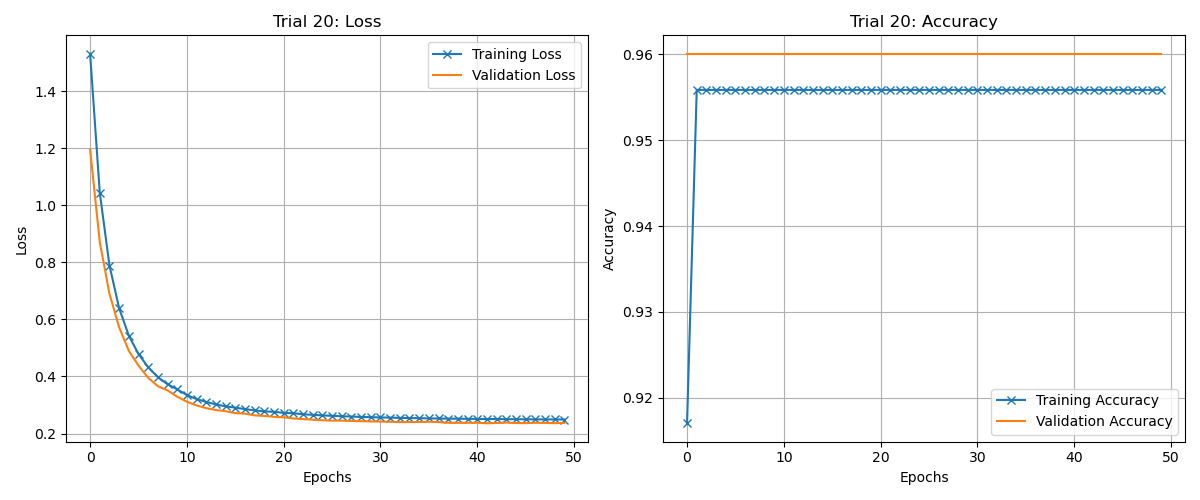 Trial 20: Loss
Training Loss
Validation Loss
1.4
1.2
1.0
0.8
0.6
0.4
0.2
Loss
0 10 20 30 40 50
Epochs
Trial 20: Accuracy
0.96
0.95
0.94
0.93
0.92
Accuracy
Training Accuracy
Validation Accuracy
0 10 20 30 40 50
Epochs